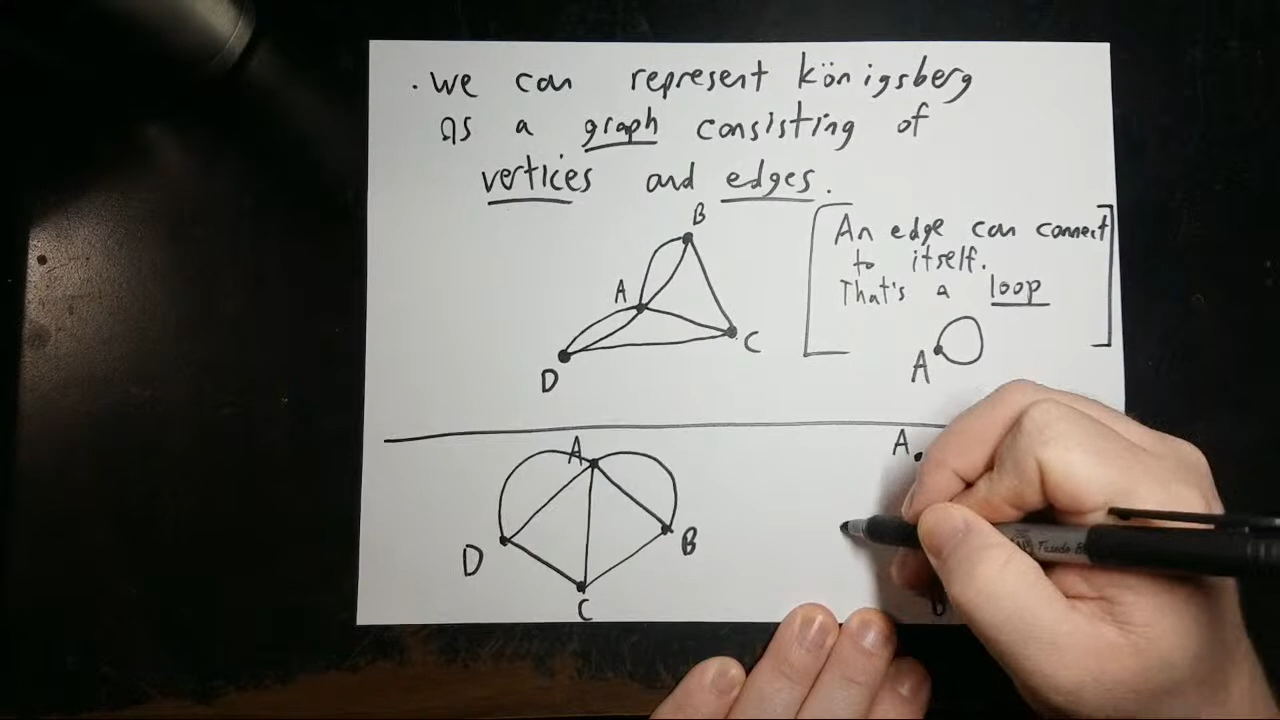 . we can represent königsberg
as a graph consisting of
vertices and edges.
An edge can connect
to itself.
That's a loop
B
A
C
D
A
A
D
B
C
A
Tuxedo